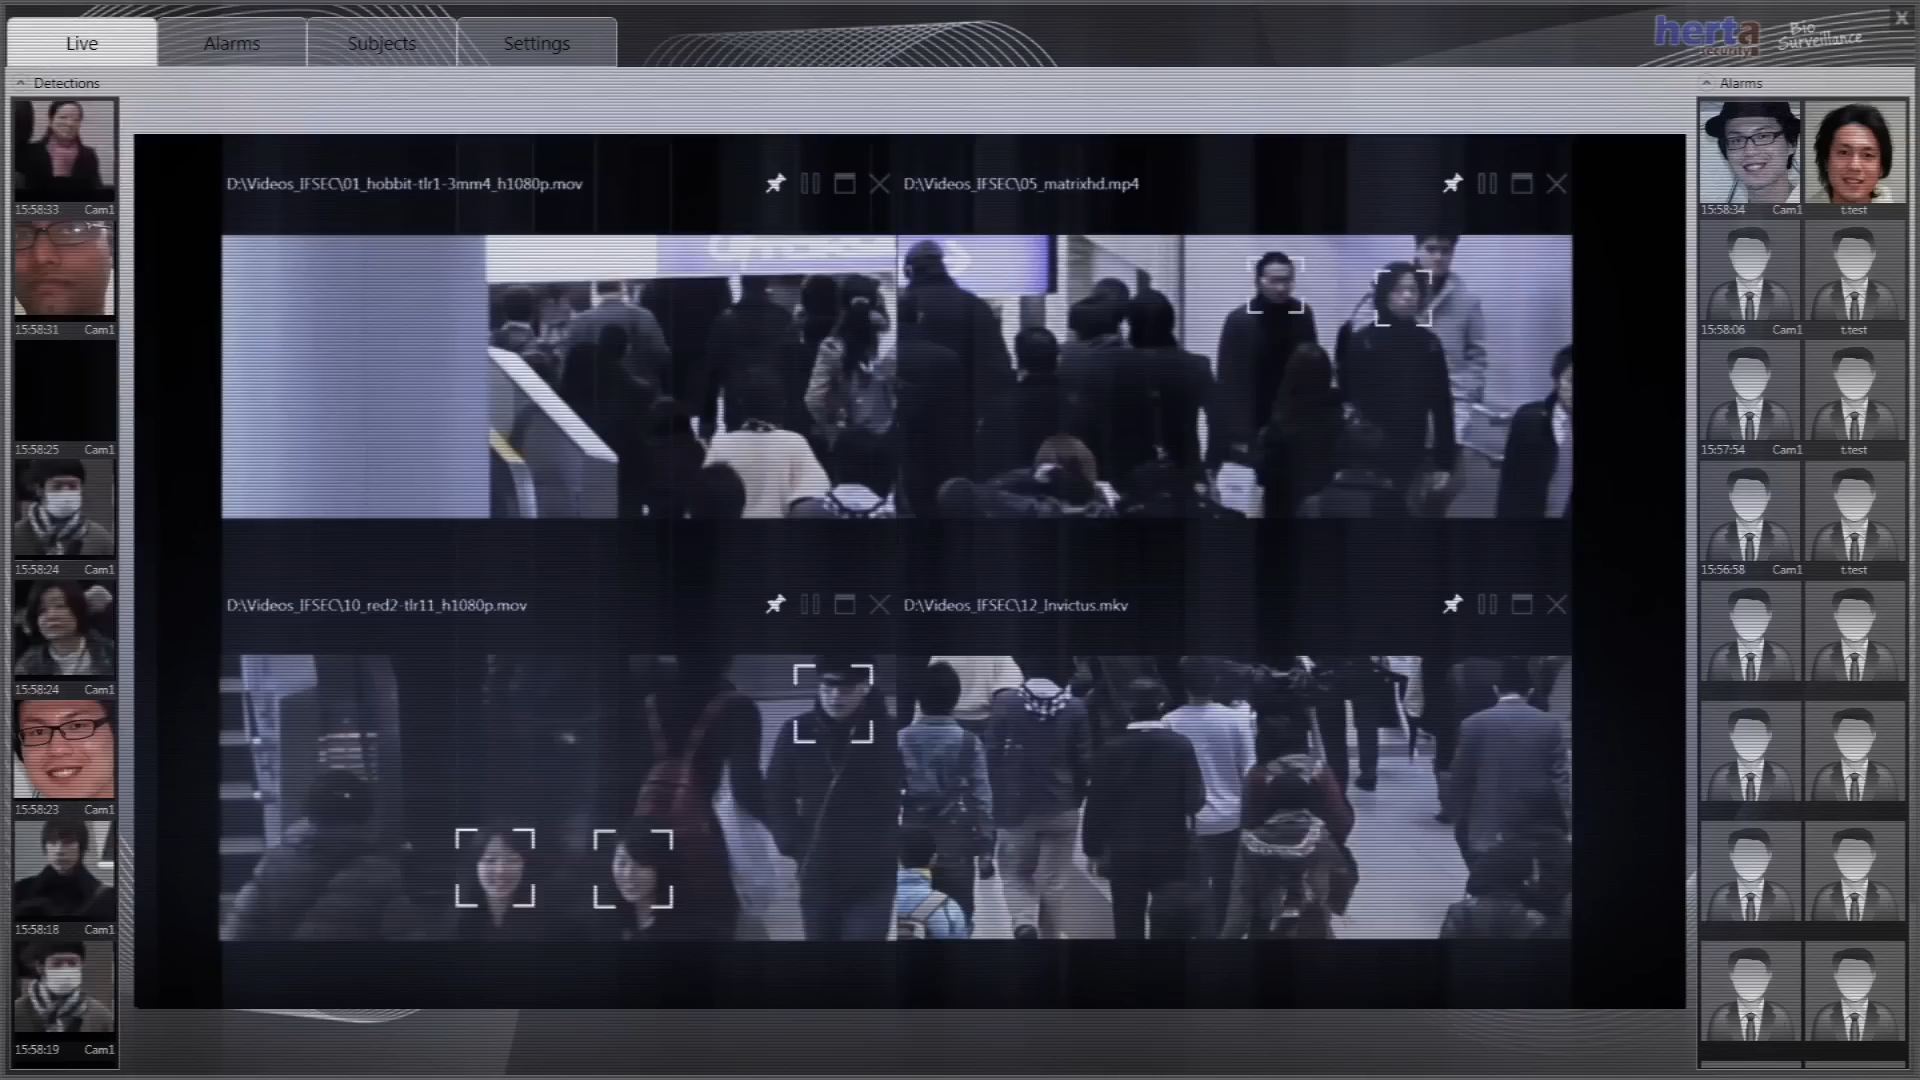 Live
Alarms
Subjects
Settings
herta
security
Bio
Surveillance
Detections
Alarms
15:58:33 Cam1
15:58:31 Cam1
15:58:25 Cam1
15:58:24 Cam1
15:58:24 Cam1
15:58:23 Cam1
15:58:18 Cam1
15:58:19 Cam1
D:\Videos_IFSEC\01_hobbit-tlr1-3mm4_h1080p.mov
D:\Videos_IFSEC\05_matrixhd.mp4
D:\Videos_IFSEC\10_red2-tlr11_h1080p.mov
D:\Videos_IFSEC\12_Invictus.mkv
15:58:34 Cam1 t.test
15:58:06 Cam1 t.test
15:57:54 Cam1 t.test
15:56:58 Cam1 t.test